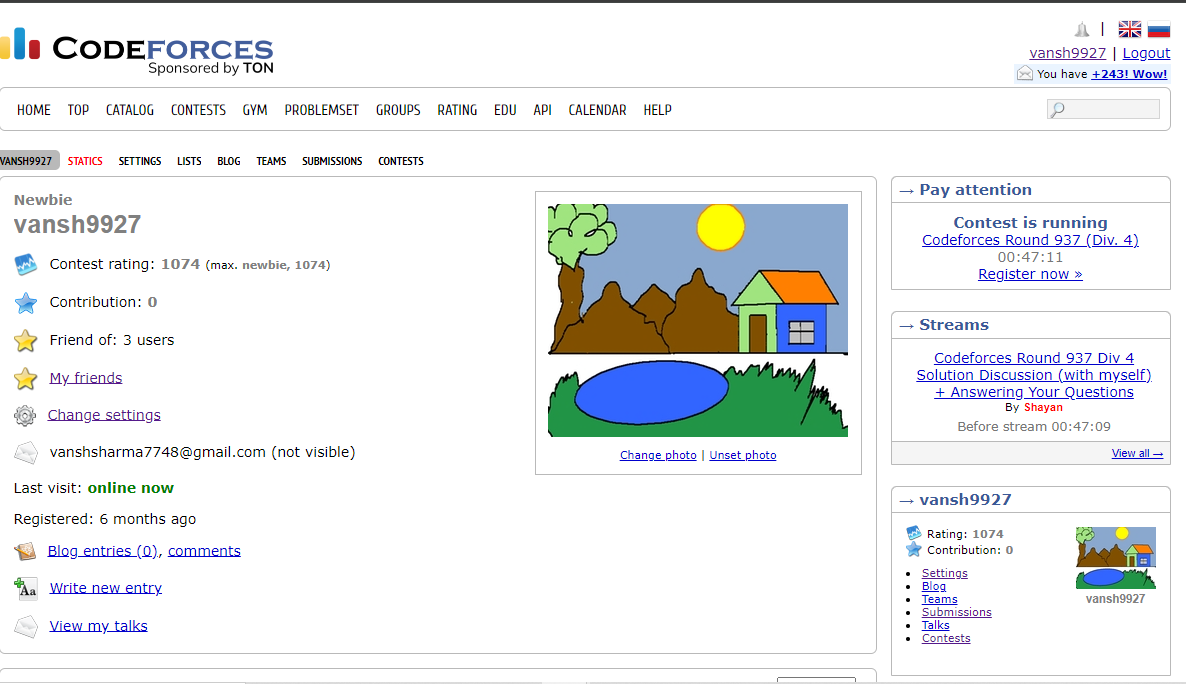 CODEFORCES
Sponsored by TON
|
vansh9927 | Logout
You have +243! Wow!
HOME TOP CATALOG CONTESTS GYM PROBLEMSET GROUPS RATING EDU API CALENDAR HELP
VANSH9927 STATICS SETTINGS LISTS BLOG TEAMS SUBMISSIONS CONTESTS
Newbie
vansh9927
Contest rating: 1074 (max. newbie, 1074)
Contribution: 0
Friend of: 3 users
My friends
Change settings
vanshsharma7748@gmail.com (not visible)
Last visit: online now
Registered: 6 months ago
Blog entries (0), comments
Aa Write new entry
View my talks
Change photo | Unset photo
→ Pay attention
Contest is running
Codeforces Round 937 (Div. 4)
00:47:11
Register now »
→ Streams
Codeforces Round 937 Div 4
Solution Discussion (with myself)
+ Answering Your Questions
By Shayan
Before stream 00:47:09
View all →
→ vansh9927
Rating: 1074
Contribution: 0
• Settings
• Blog
• Teams
• Submissions
• Talks
• Contests
vansh9927